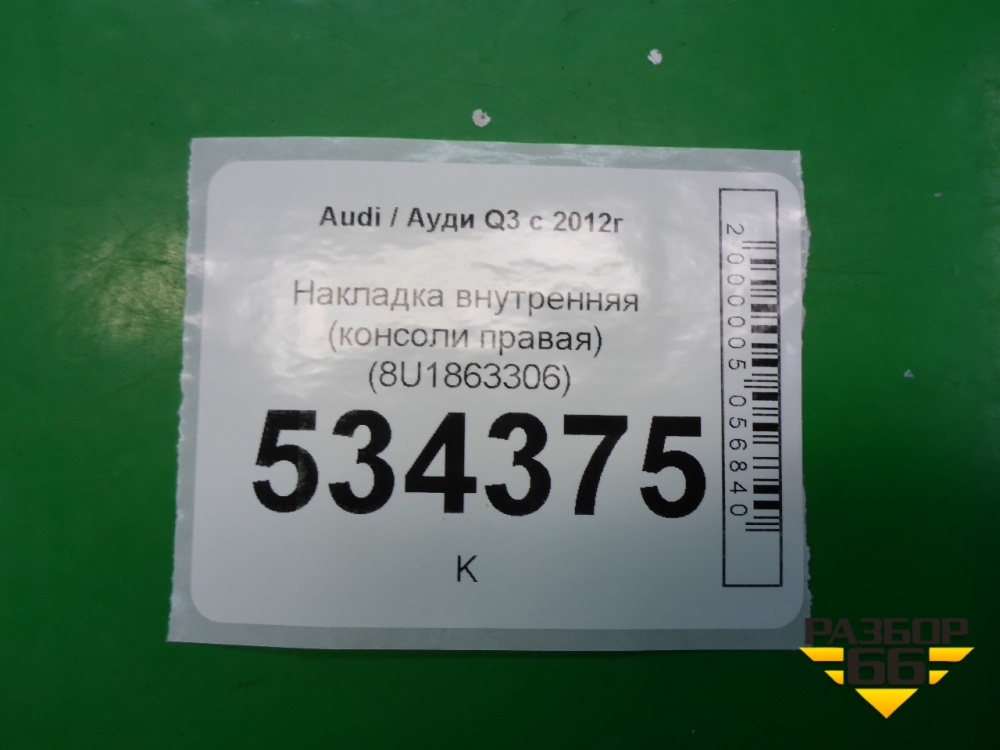 Audi / Ауди Q3 с 2012г
Накладка внутренняя
(консоли правая)
(8U1863306)
534375
К
2000005056840
РАЗБОР
66